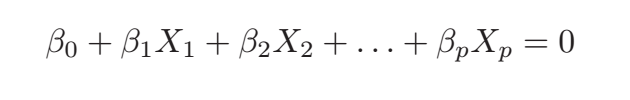 β₀ + β₁X₁ + β₂X₂ + … + βₚXₚ = 0